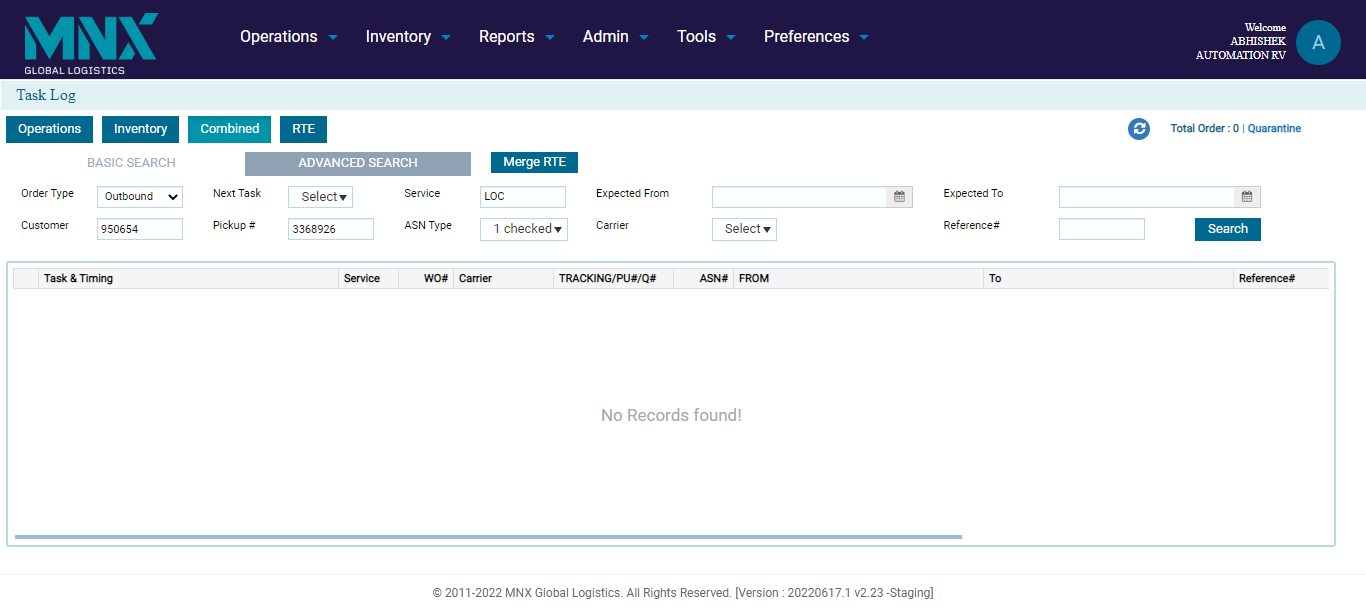 MNX
GLOBAL LOGISTICS
Operations Inventory Reports Admin Tools Preferences
Welcome
ABHISHEK
AUTOMATION RV
A
Task Log
Operations Inventory Combined RTE
Total Order : 0 | Quarantine
BASIC SEARCH ADVANCED SEARCH Merge RTE
Order Type Outbound Next Task Select Service LOC Expected From Expected To
Customer 950654 Pickup # 3368926 ASN Type 1 checked Carrier Select Reference# Search
Task & Timing Service WO# Carrier TRACKING/PU#/Q# ASN# FROM To Reference#
No Records found!
© 2011-2022 MNX Global Logistics. All Rights Reserved. [Version : 20220617.1 v2.23 -Staging]